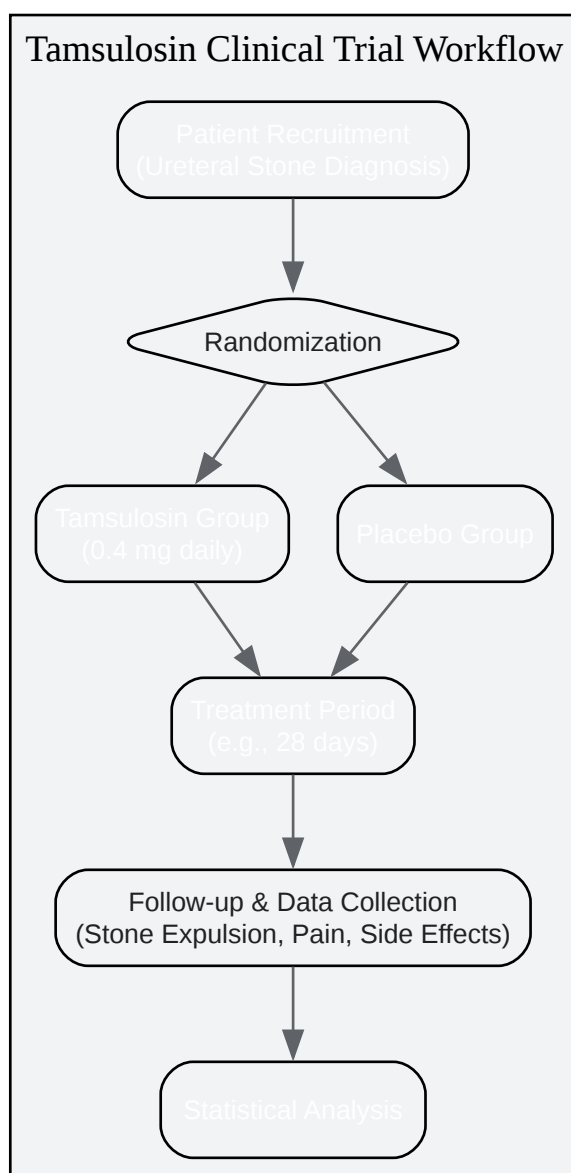 Tamsulosin Clinical Trial Workflow
Patient Recruitment
(Ureteral Stone Diagnosis)
Randomization
Tamsulosin Group
(0.4 mg daily)
Placebo Group
Treatment Period
(e.g., 28 days)
Follow-up & Data Collection
(Stone Expulsion, Pain, Side Effects)
Statistical Analysis